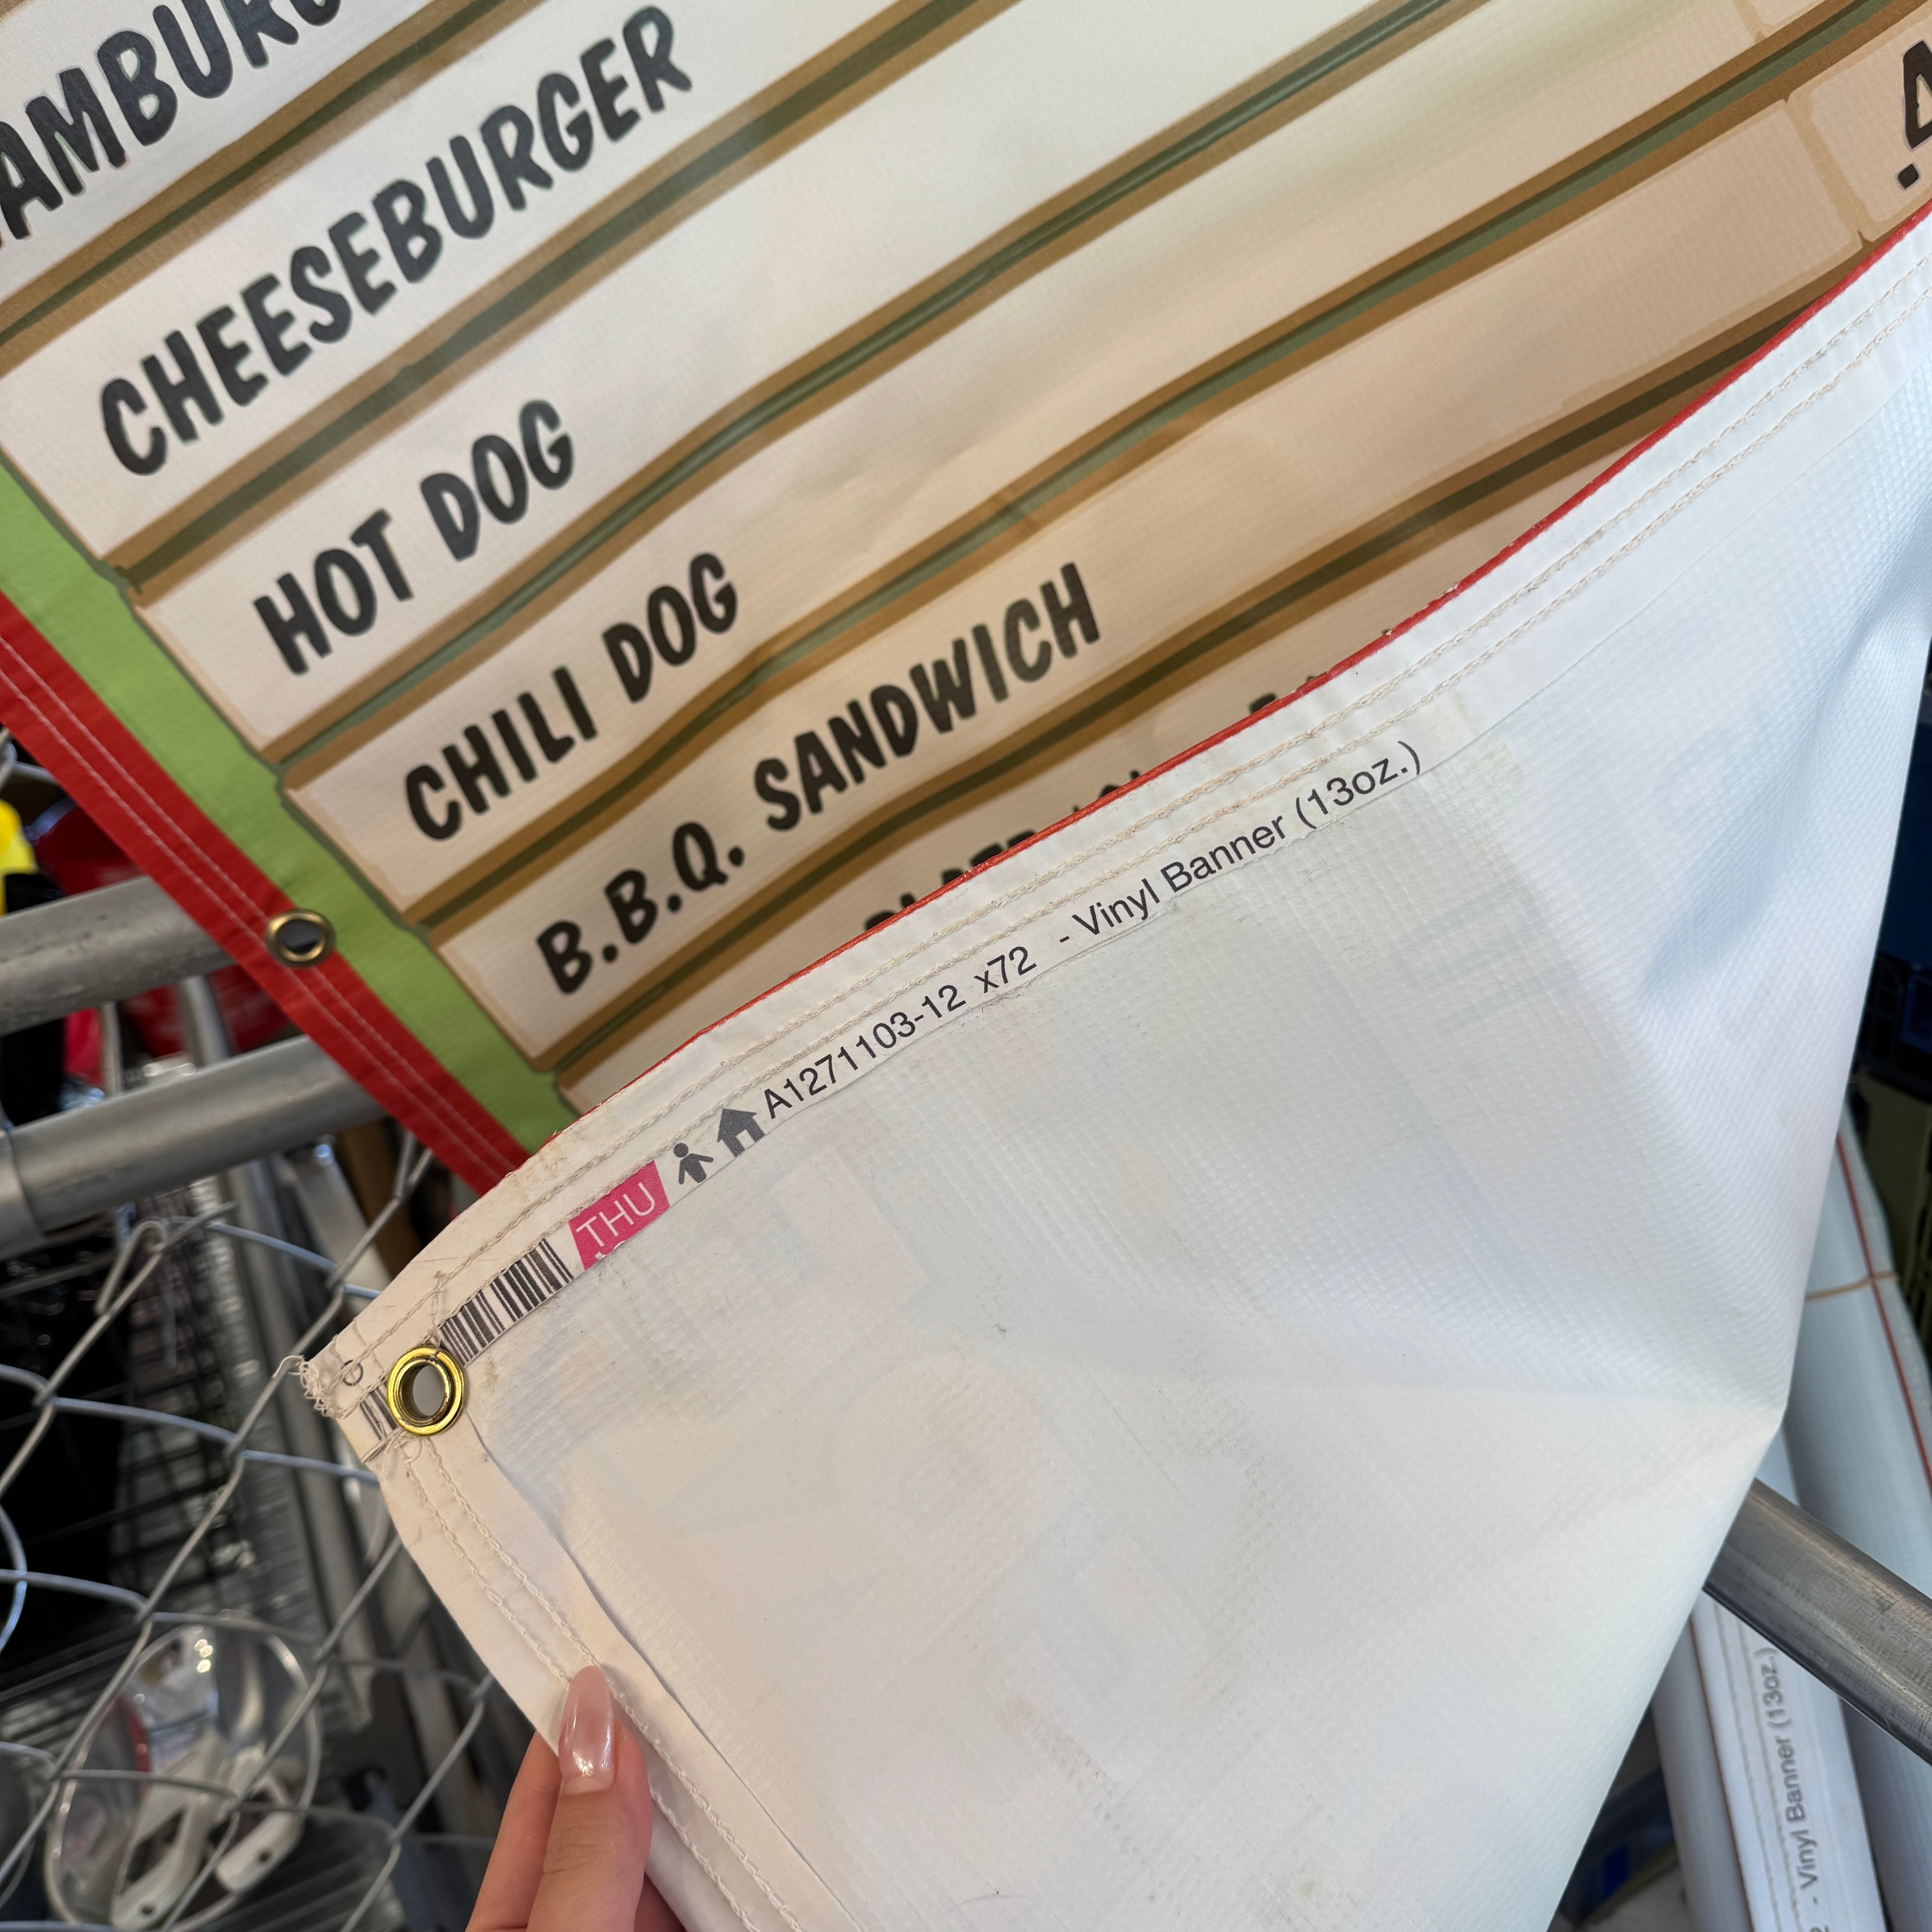 CHEESEBURGER
HOT DOG
CHILI DOG
B.B.Q. SANDWICH
THU A1271103-12 x72 - Vinyl Banner (13oz.)
- Vinyl Banner (13oz.)